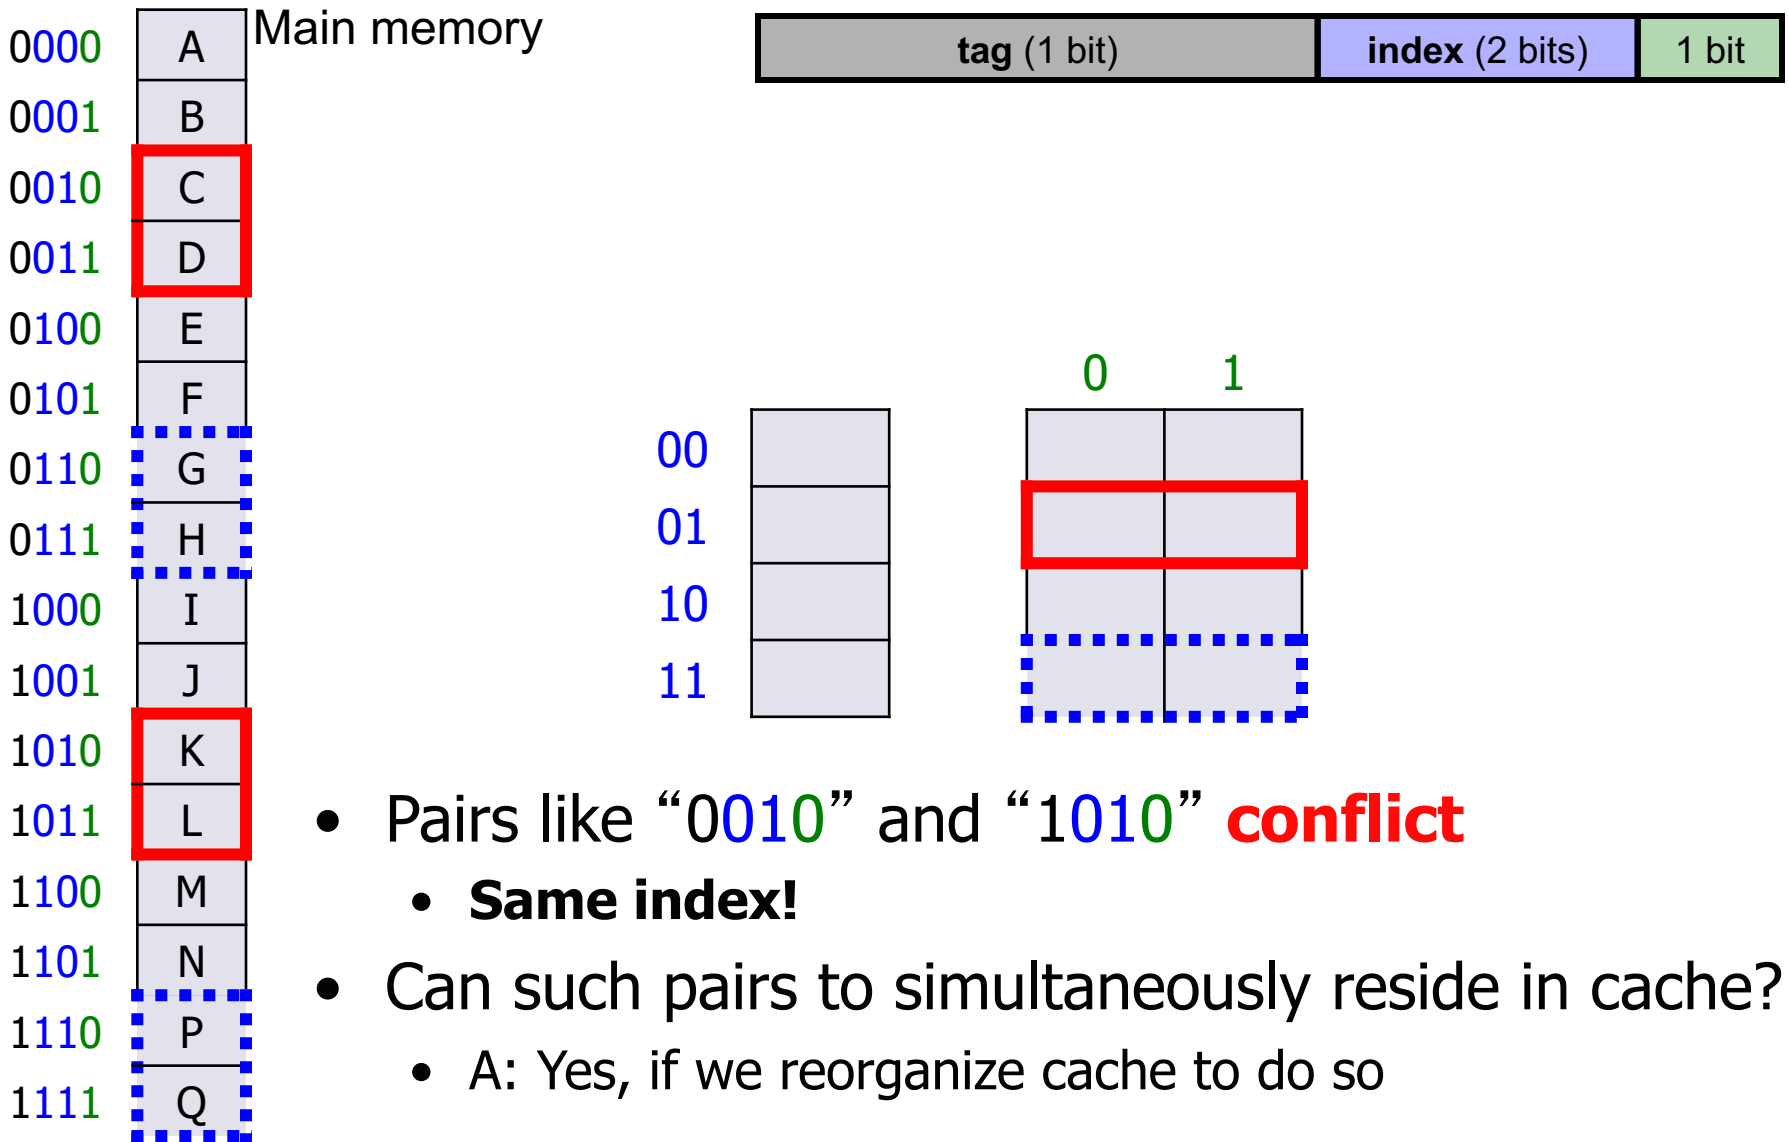 Main memory
tag (1 bit) index (2 bits) 1 bit
0000 A
0001 B
0010 C
0011 D
0100 E
0101 F
0110 G
0111 H
1000 I
1001 J
1010 K
1011 L
1100 M
1101 N
1110 P
1111 Q
0 1
00
01
10
11
• Pairs like “0010” and “1010” conflict
• Same index!
• Can such pairs to simultaneously reside in cache?
• A: Yes, if we reorganize cache to do so